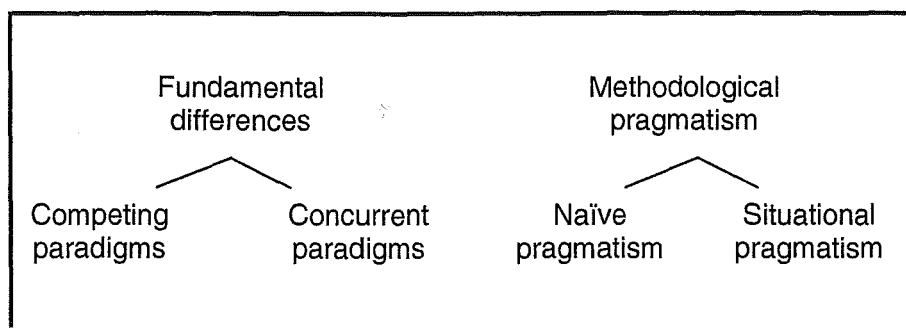 Fundamental
differences
Methodological
pragmatism
Competing
paradigms
Concurrent
paradigms
Naïve
pragmatism
Situational
pragmatism